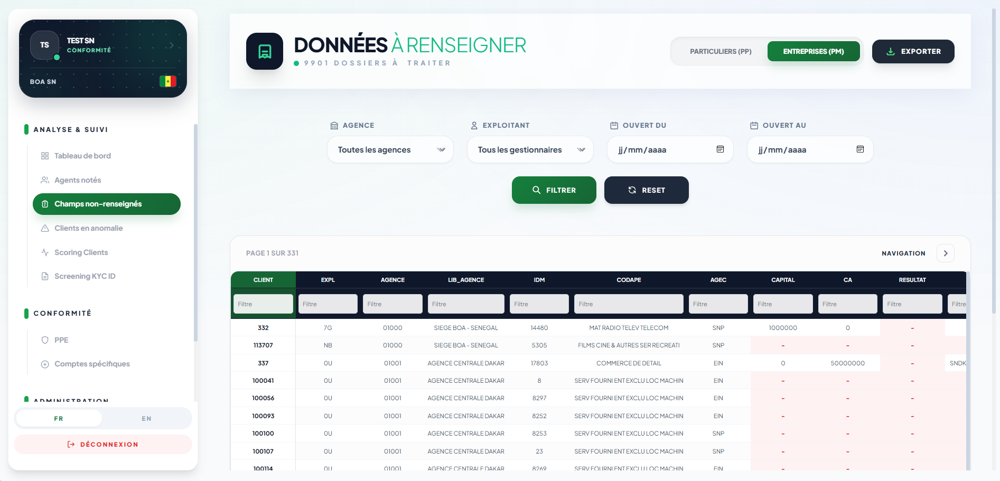 TS
TEST SN
CONFORMITÉ
BOA SN
ANALYSE & SUIVI
Tableau de bord
Agents notés
Champs non-renseignés
Clients en anomalie
Scoring Clients
Screening KYC ID
CONFORMITÉ
PPE
Comptes spécifiques
ADMINISTRATION
FR EN
DÉCONNEXION
DONNÉES À RENSEIGNER
9901 DOSSIERS À TRAITER
PARTICULIERS (PP) ENTREPRISES (PM) EXPORTER
AGENCE EXPLOITANT OUVERT DU OUVERT AU
Toutes les agences Tous les gestionnaires jj/mm/aaaa jj/mm/aaaa
FILTRER RESET
PAGE 1 SUR 331 NAVIGATION
CLIENT EXPL AGENCE LIB_AGENCE IDM CODAPE AGEC CAPITAL CA RESULTAT
Filtre Filtre Filtre Filtre Filtre Filtre Filtre Filtre Filtre Filtre Filtre
332 7G 01000 SIEGE BOA - SENEGAL 14480 MAT RADIO TELEV TELECOM SNP 1000000 0 -
113707 NB 01000 SIEGE BOA - SENEGAL 5305 FILMS CINE & AUTRES SER RECREATI SNP - - -
337 0U 01001 AGENCE CENTRALE DAKAR 17803 COMMERCE DE DETAIL EIN 0 50000000 - SNDK
100041 0U 01001 AGENCE CENTRALE DAKAR 8 SERV FOURNI ENT EXCLU LOC MACHIN EIN - - -
100056 0U 01001 AGENCE CENTRALE DAKAR 8297 SERV FOURNI ENT EXCLU LOC MACHIN EIN - - -
100093 0U 01001 AGENCE CENTRALE DAKAR 8252 SERV FOURNI ENT EXCLU LOC MACHIN EIN - - -
100100 0U 01001 AGENCE CENTRALE DAKAR 8253 SERV FOURNI ENT EXCLU LOC MACHIN SNP - - -
100107 0U 01001 AGENCE CENTRALE DAKAR 23 SERV FOURNI ENT EXCLU LOC MACHIN SNP - - -
100114 0U 01001 AGENCE CENTRALE DAKAR 8269 SERV FOURNI ENT EXCLU LOC MACHIN EIN - - -